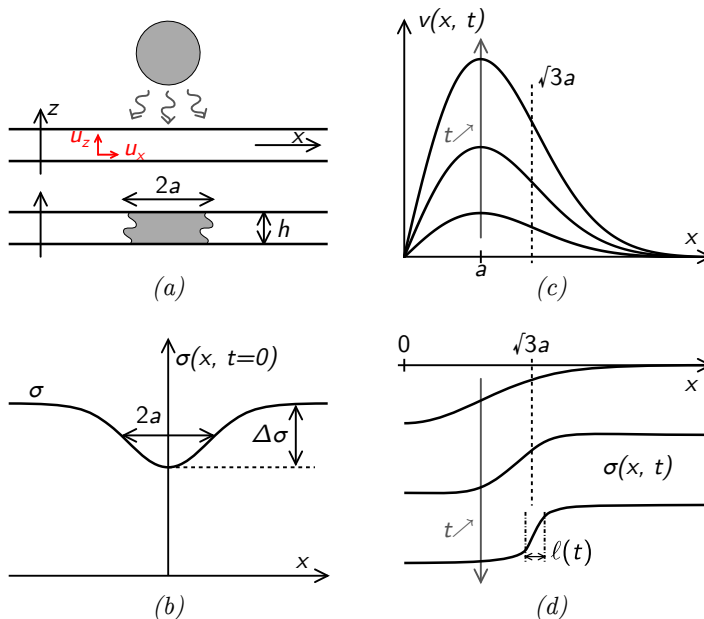 z
u_z
u_x
x
2a
h
(a)
v(x, t)
√3a
t↗
x
a
(c)
σ(x, t=0)
σ
2a
Δσ
x
(b)
0
√3a
x
σ(x, t)
t↗
ℓ(t)
(d)